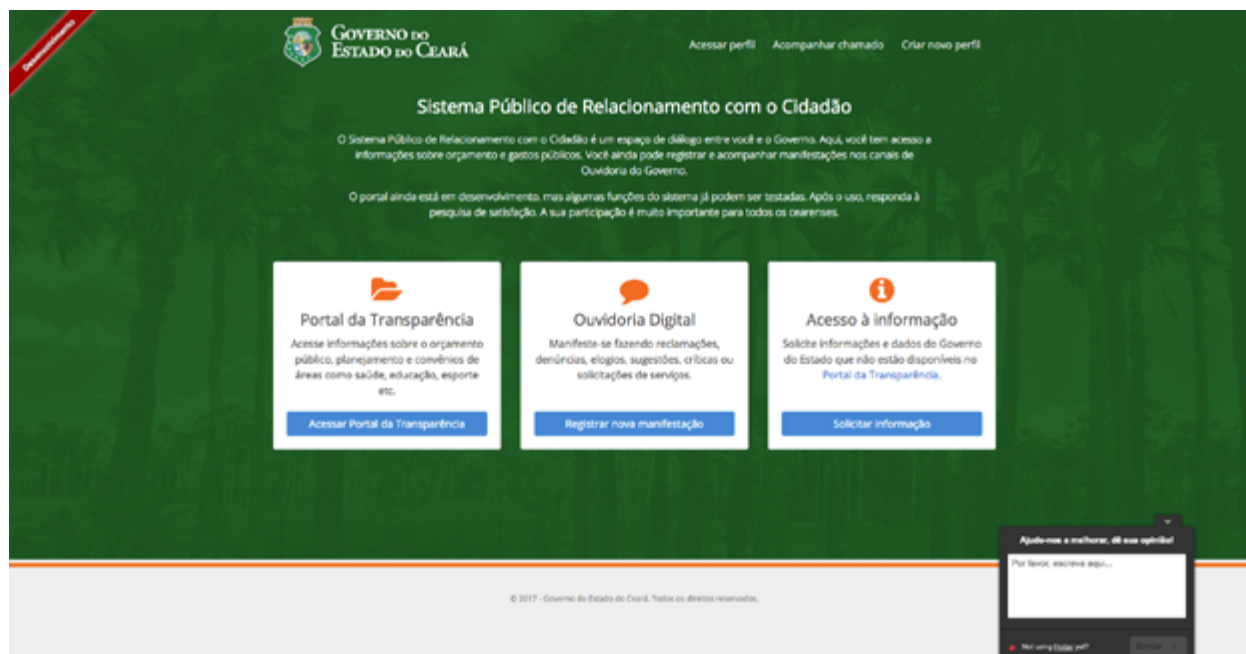 Desenvolvimento
GOVERNO DO
ESTADO DO CEARÁ
Acessar perfil Acompanhar chamado Criar novo perfil
Sistema Público de Relacionamento com o Cidadão
O Sistema Público de Relacionamento com o Cidadão é um espaço de diálogo entre você e o Governo. Aqui, você tem acesso a
informações sobre orçamento e gastos públicos. Você ainda pode registrar e acompanhar manifestações nos canais de
Ouvidoria do Governo.
O portal ainda está em desenvolvimento, mas algumas funções do sistema já podem ser testadas. Após o uso, responda à
pesquisa de satisfação. A sua participação é muito importante para todos os cearenses.
Portal da Transparência
Acesse informações sobre o orçamento
público, planejamento e convênios de
áreas como saúde, educação, esporte
etc.
Acessar Portal da Transparência
Ouvidoria Digital
Manifeste-se fazendo reclamações,
denúncias, elogios, sugestões, críticas ou
solicitações de serviços.
Registrar nova manifestação
Acesso à informação
Solicite informações e dados do Governo
do Estado que não estão disponíveis no
Portal da Transparência.
Solicitar informação
Ajude-nos a melhorar, dê sua opinião!
Por favor, escreva aqui...
Not using Hotjar yet?
Enviar
© 2017 - Governo do Estado do Ceará. Todos os direitos reservados.